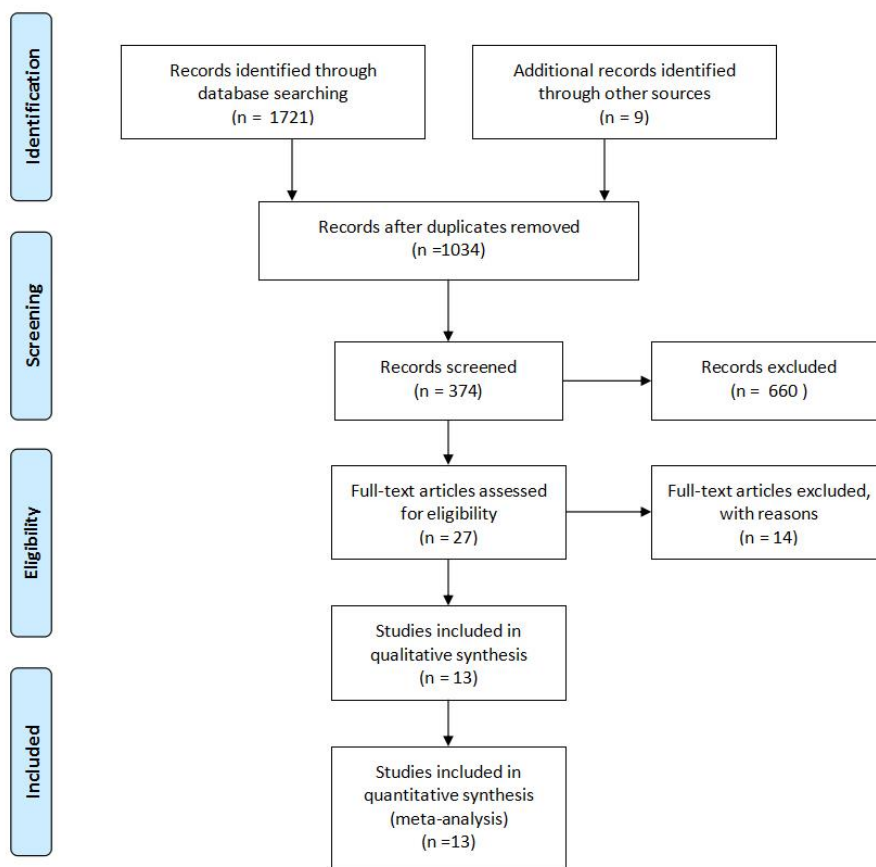 Identification
Records identified through
database searching
(n = 1721)
Additional records identified
through other sources
(n = 9)
Records after duplicates removed
(n =1034)
Screening
Records screened
(n = 374)
Records excluded
(n = 660 )
Eligibility
Full-text articles assessed
for eligibility
(n = 27)
Full-text articles excluded,
with reasons
(n = 14)
Studies included in
qualitative synthesis
(n = 13)
Included
Studies included in
quantitative synthesis
(meta-analysis)
(n =13)